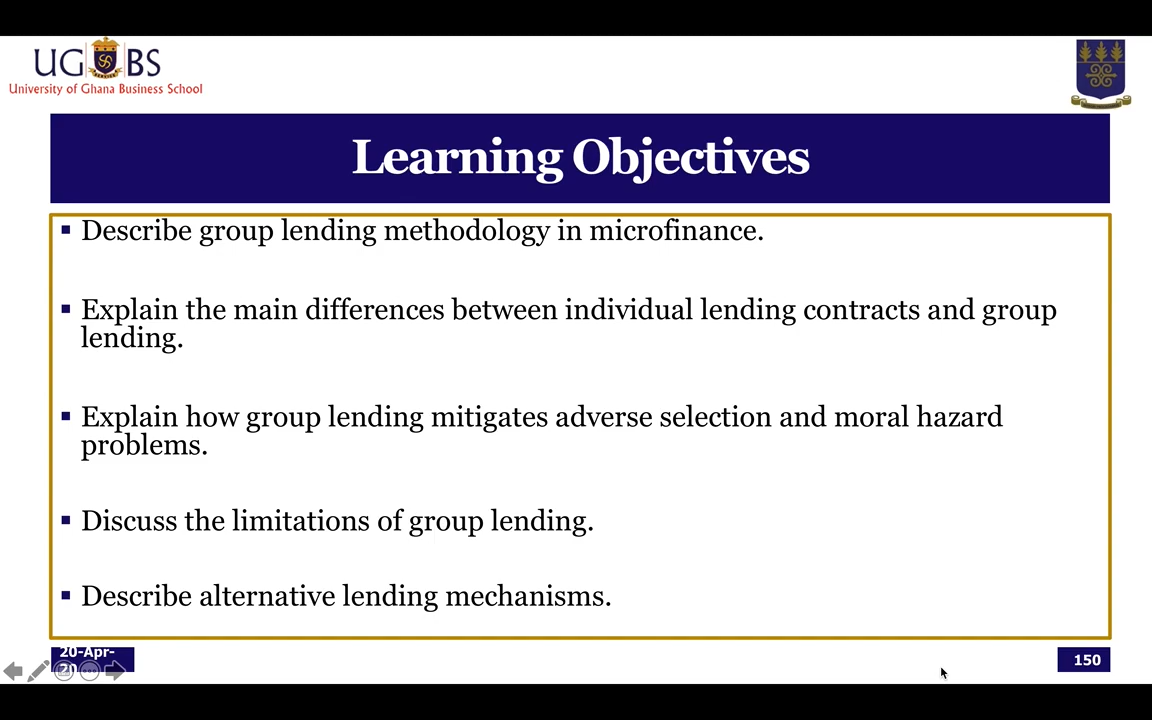 UG BS
University of Ghana Business School
Learning Objectives
▪ Describe group lending methodology in microfinance.
▪ Explain the main differences between individual lending contracts and group
lending.
▪ Explain how group lending mitigates adverse selection and moral hazard
problems.
▪ Discuss the limitations of group lending.
▪ Describe alternative lending mechanisms.
20-Apr-
20
150